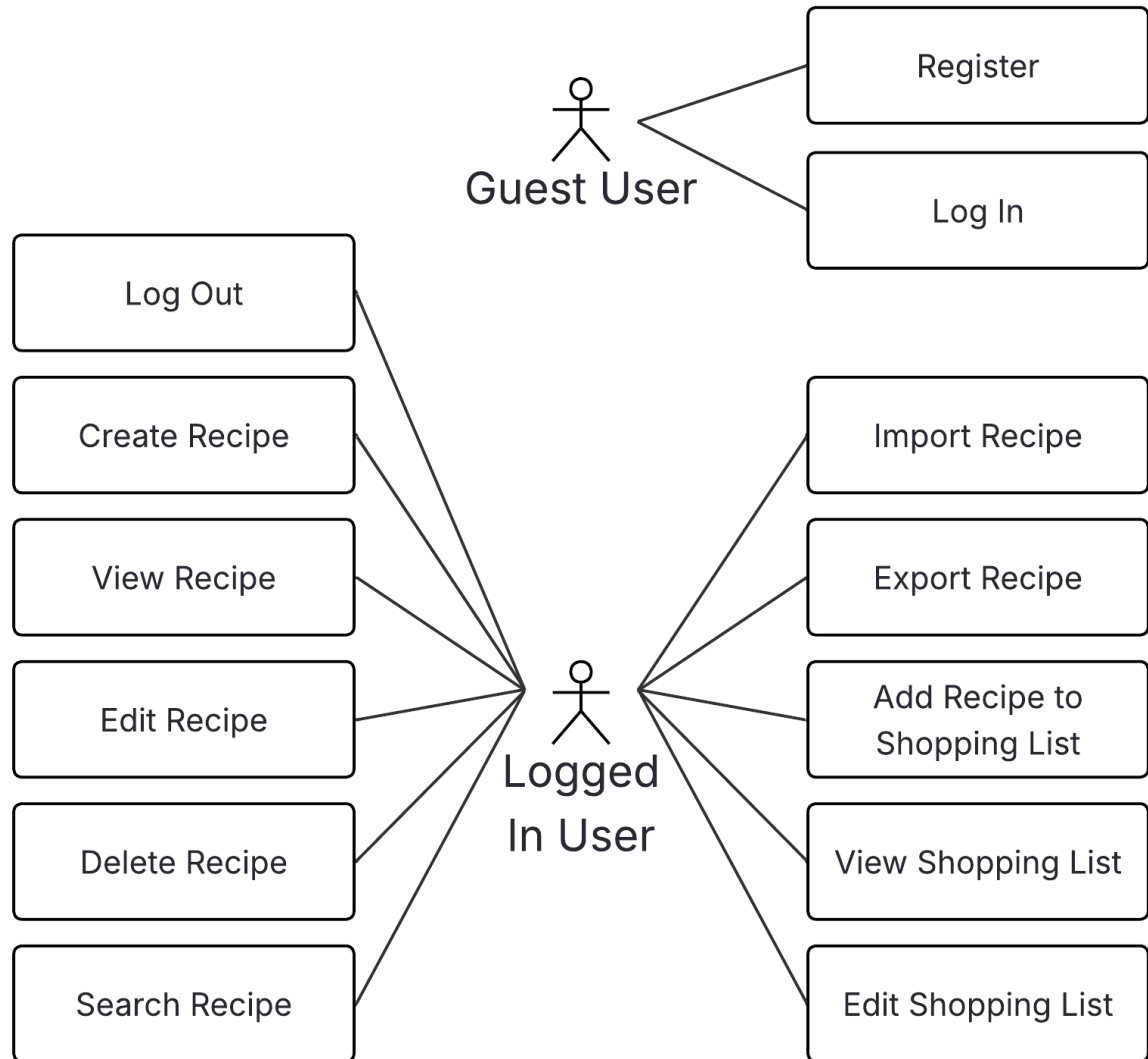 Register
Guest User
Log In
Log Out
Create Recipe
Import Recipe
View Recipe
Export Recipe
Edit Recipe
Add Recipe to
Shopping List
Logged
In User
Delete Recipe
View Shopping List
Search Recipe
Edit Shopping List